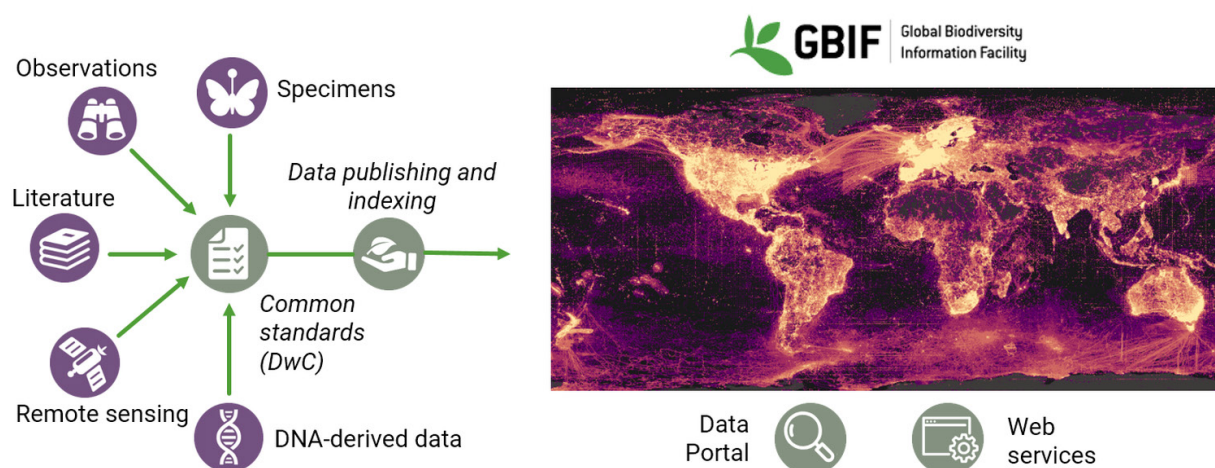 Observations
Specimens
Literature
Data publishing and
indexing
Common
standards
(DwC)
Remote sensing
DNA-derived data
GBIF
Global Biodiversity
Information Facility
Data
Portal
Web
services